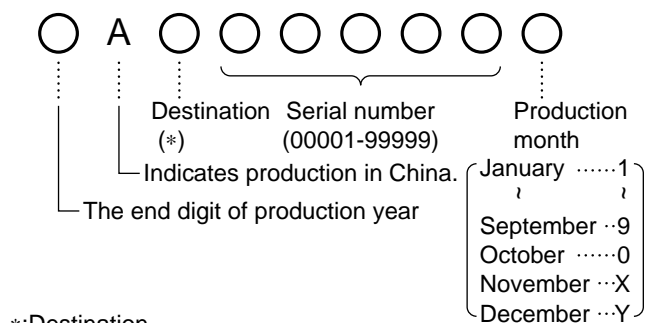 ○ A ○ ○ ○ ○ ○ ○ ○
Destination Serial number Production
(*) (00001-99999) month
Indicates production in China. January ······1
The end digit of production year ~ ~
September ··9
October ······0
November ···X
December ···Y
*:Destination